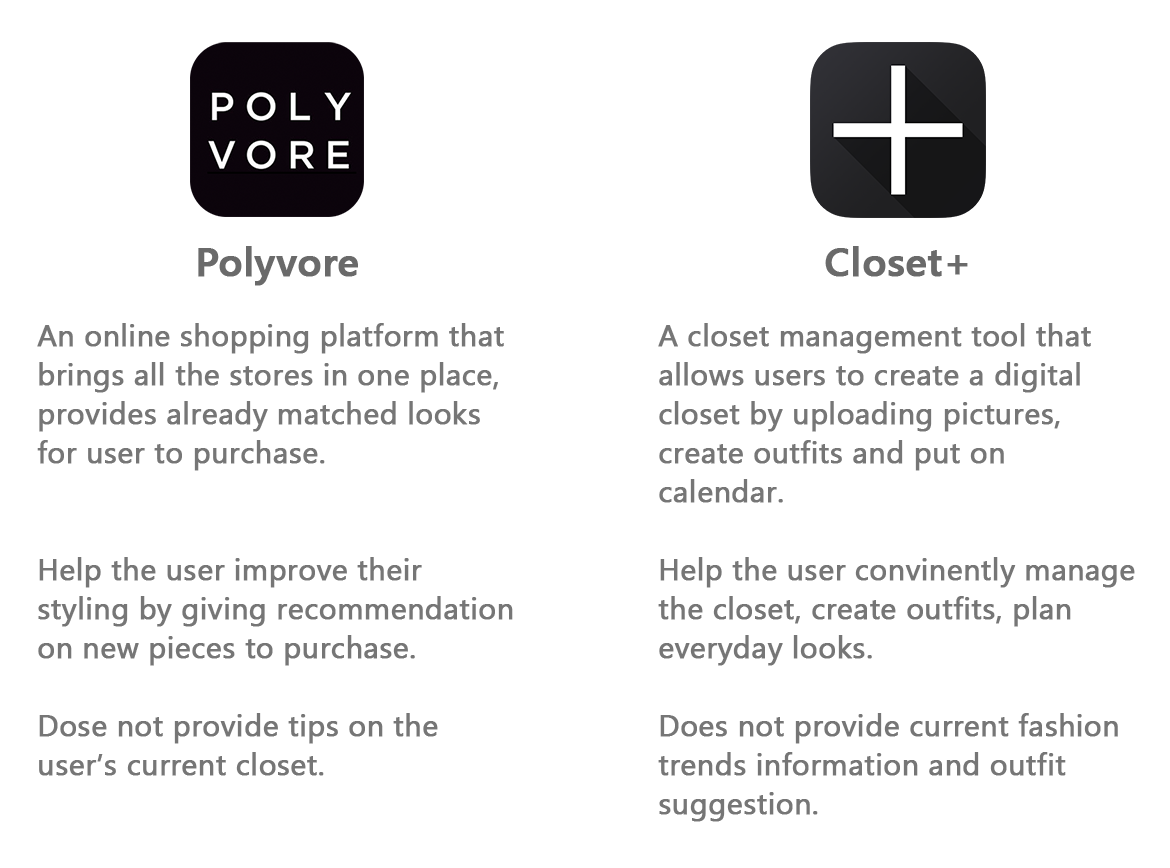 POLY
VORE
Polyvore
An online shopping platform that
brings all the stores in one place,
provides already matched looks
for user to purchase.
Help the user improve their
styling by giving recommendation
on new pieces to purchase.
Dose not provide tips on the
user’s current closet.
Closet+
A closet management tool that
allows users to create a digital
closet by uploading pictures,
create outfits and put on
calendar.
Help the user convinently manage
the closet, create outfits, plan
everyday looks.
Does not provide current fashion
trends information and outfit
suggestion.